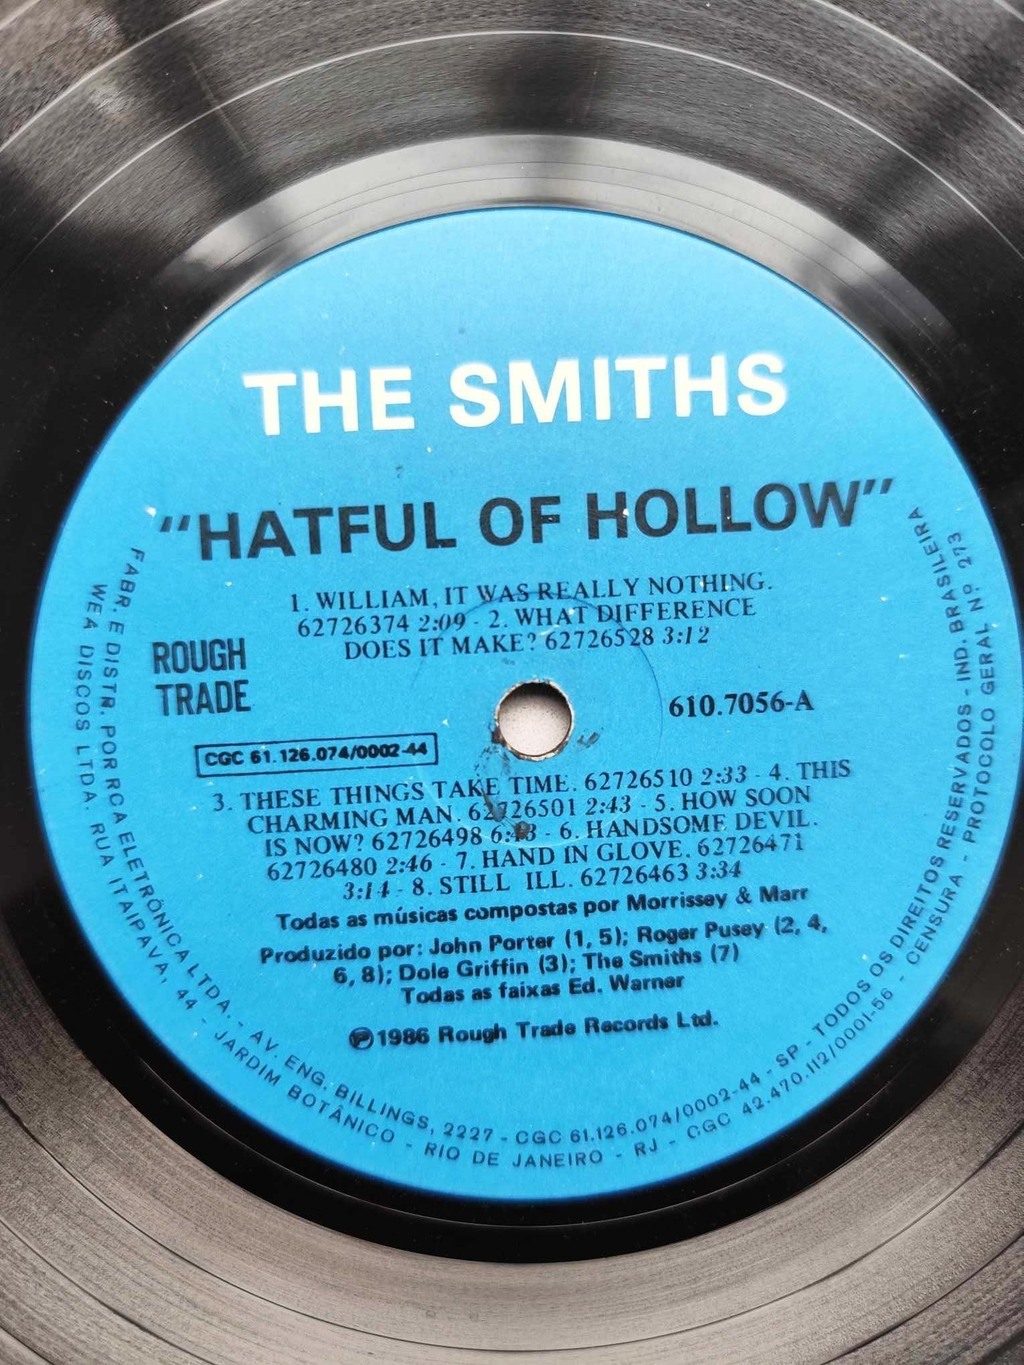 THE SMITHS
"HATFUL OF HOLLOW"
1. WILLIAM, IT WAS REALLY NOTHING.
62726374 2:09 - 2. WHAT DIFFERENCE
DOES IT MAKE? 62726528 3:12
ROUGH
TRADE
610.7056-A
CGC 61.126.074/0002-44
3. THESE THINGS TAKE TIME. 62726510 2:33 - 4. THIS
CHARMING MAN. 62726501 2:43 - 5. HOW SOON
IS NOW? 62726498 6:43 - 6. HANDSOME DEVIL.
62726480 2:46 - 7. HAND IN GLOVE. 62726471
3:14 - 8. STILL ILL. 62726463 3:34
Todas as músicas compostas por Morrissey & Marr
Produzido por: John Porter (1, 5); Roger Pusey (2, 4,
6, 8); Dole Griffin (3); The Smiths (7)
Todas as faixas Ed. Warner
℗1986 Rough Trade Records Ltd.
FABR. E DISTR. POR RCA ELETRÔNICA LTDA. - AV. ENG. BILLINGS, 2227 - CGC 61.126.074/0002-44 - SP - TODOS OS DIREITOS RESERVADOS - IND. BRASILEIRA
WEA DISCOS LTDA. RUA ITAIPAVA, 44 - JARDIM BOTÂNICO - RIO DE JANEIRO - RJ - CGC 42.470.112/0001-56 - CENSURA - PROTOCOLO GERAL Nº 273